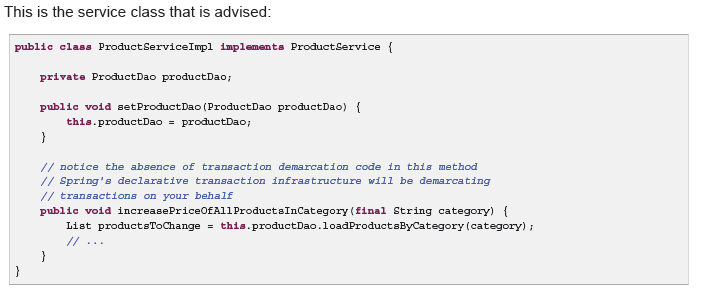 This is the service class that is advised:
public class ProductServiceImpl implements ProductService {
private ProductDao productDao;
public void setProductDao(ProductDao productDao) {
this.productDao = productDao;
}
// notice the absence of transaction demarcation code in this method
// Spring's declarative transaction infrastructure will be demarcating
// transactions on your behalf
public void increasePriceOfAllProductsInCategory(final String category) {
List productsToChange = this.productDao.loadProductsByCategory(category);
// ...
}
}